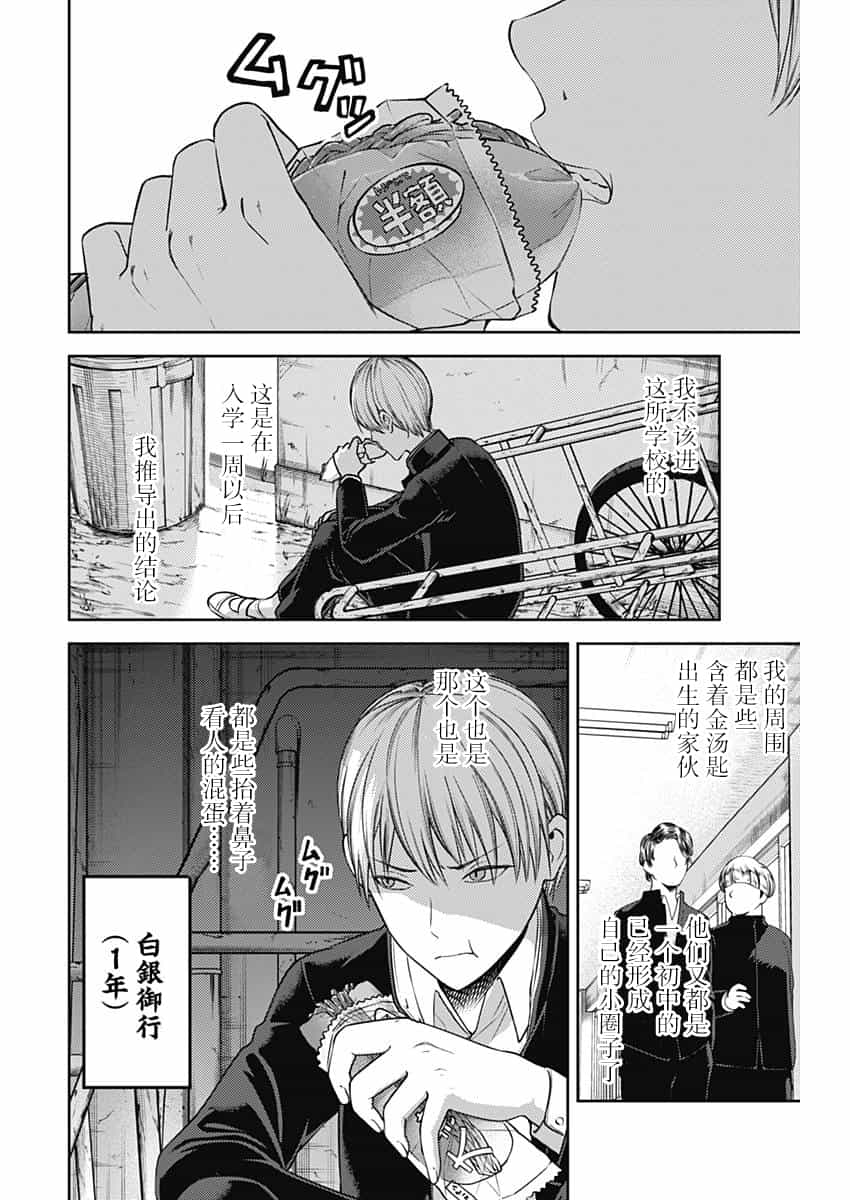 ムグッ
半額
我不该进
这所学校的
这是在
入学一周以后
我推导出的结论
我的周围
都是些
含着金汤匙
出生的家伙
他们又都是
一个初中的
已经形成
自己的小圈子了
这个也是
那个也是
都是些抬着鼻子
看人的混蛋……
ムグ
ムグ
白銀御行
（1年）